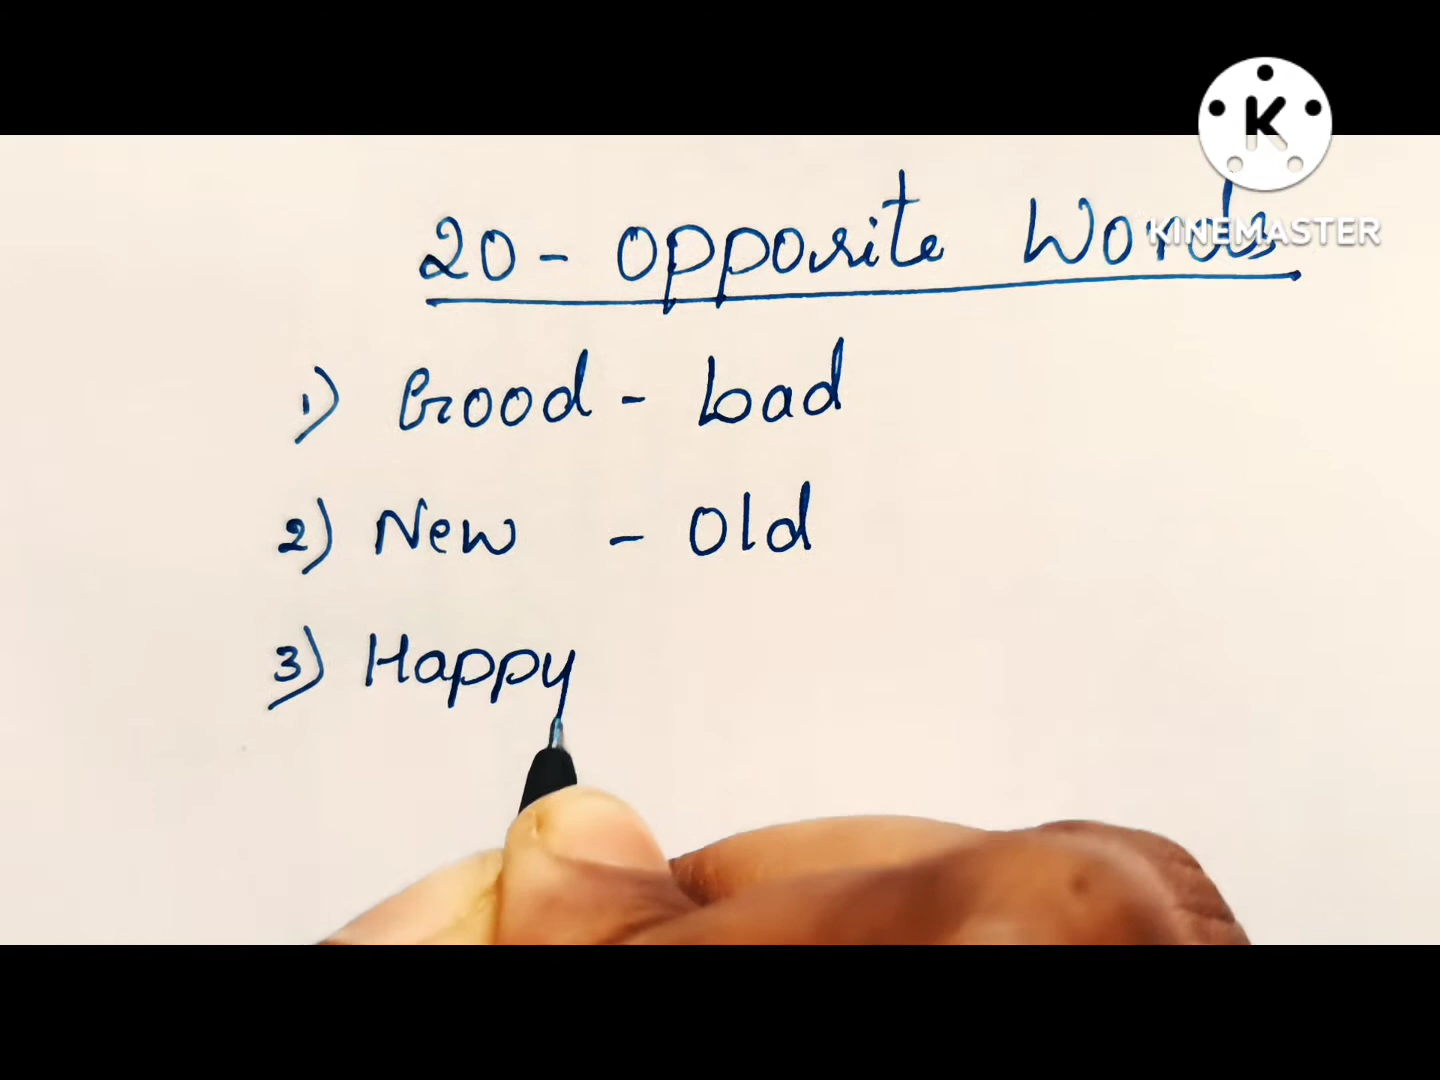 KINEMASTER
20 - Opposite Words
1) Good - bad
2) New - Old
3) Happy